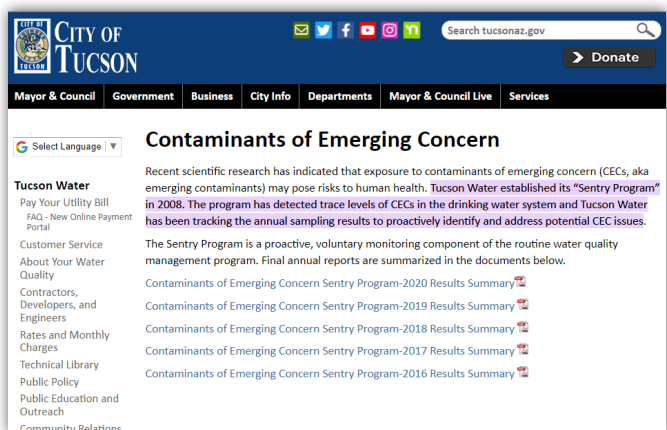 CITY OF
TUCSON
CITY OF
TUCSON
Search tucsonaz.gov
Donate
Mayor & Council Government Business City Info Departments Mayor & Council Live Services
Select Language
Contaminants of Emerging Concern
Recent scientific research has indicated that exposure to contaminants of emerging concern (CECs, aka
emerging contaminants) may pose risks to human health. Tucson Water established its “Sentry Program”
in 2008. The program has detected trace levels of CECs in the drinking water system and Tucson Water
has been tracking the annual sampling results to proactively identify and address potential CEC issues.
The Sentry Program is a proactive, voluntary monitoring component of the routine water quality
management program. Final annual reports are summarized in the documents below.
Contaminants of Emerging Concern Sentry Program-2020 Results Summary
Contaminants of Emerging Concern Sentry Program-2019 Results Summary
Contaminants of Emerging Concern Sentry Program-2018 Results Summary
Contaminants of Emerging Concern Sentry Program-2017 Results Summary
Contaminants of Emerging Concern Sentry Program-2016 Results Summary
Tucson Water
Pay Your Utility Bill
FAQ - New Online Payment
Portal
Customer Service
About Your Water
Quality
Contractors,
Developers, and
Engineers
Rates and Monthly
Charges
Technical Library
Public Policy
Public Education and
Outreach
Community Relations